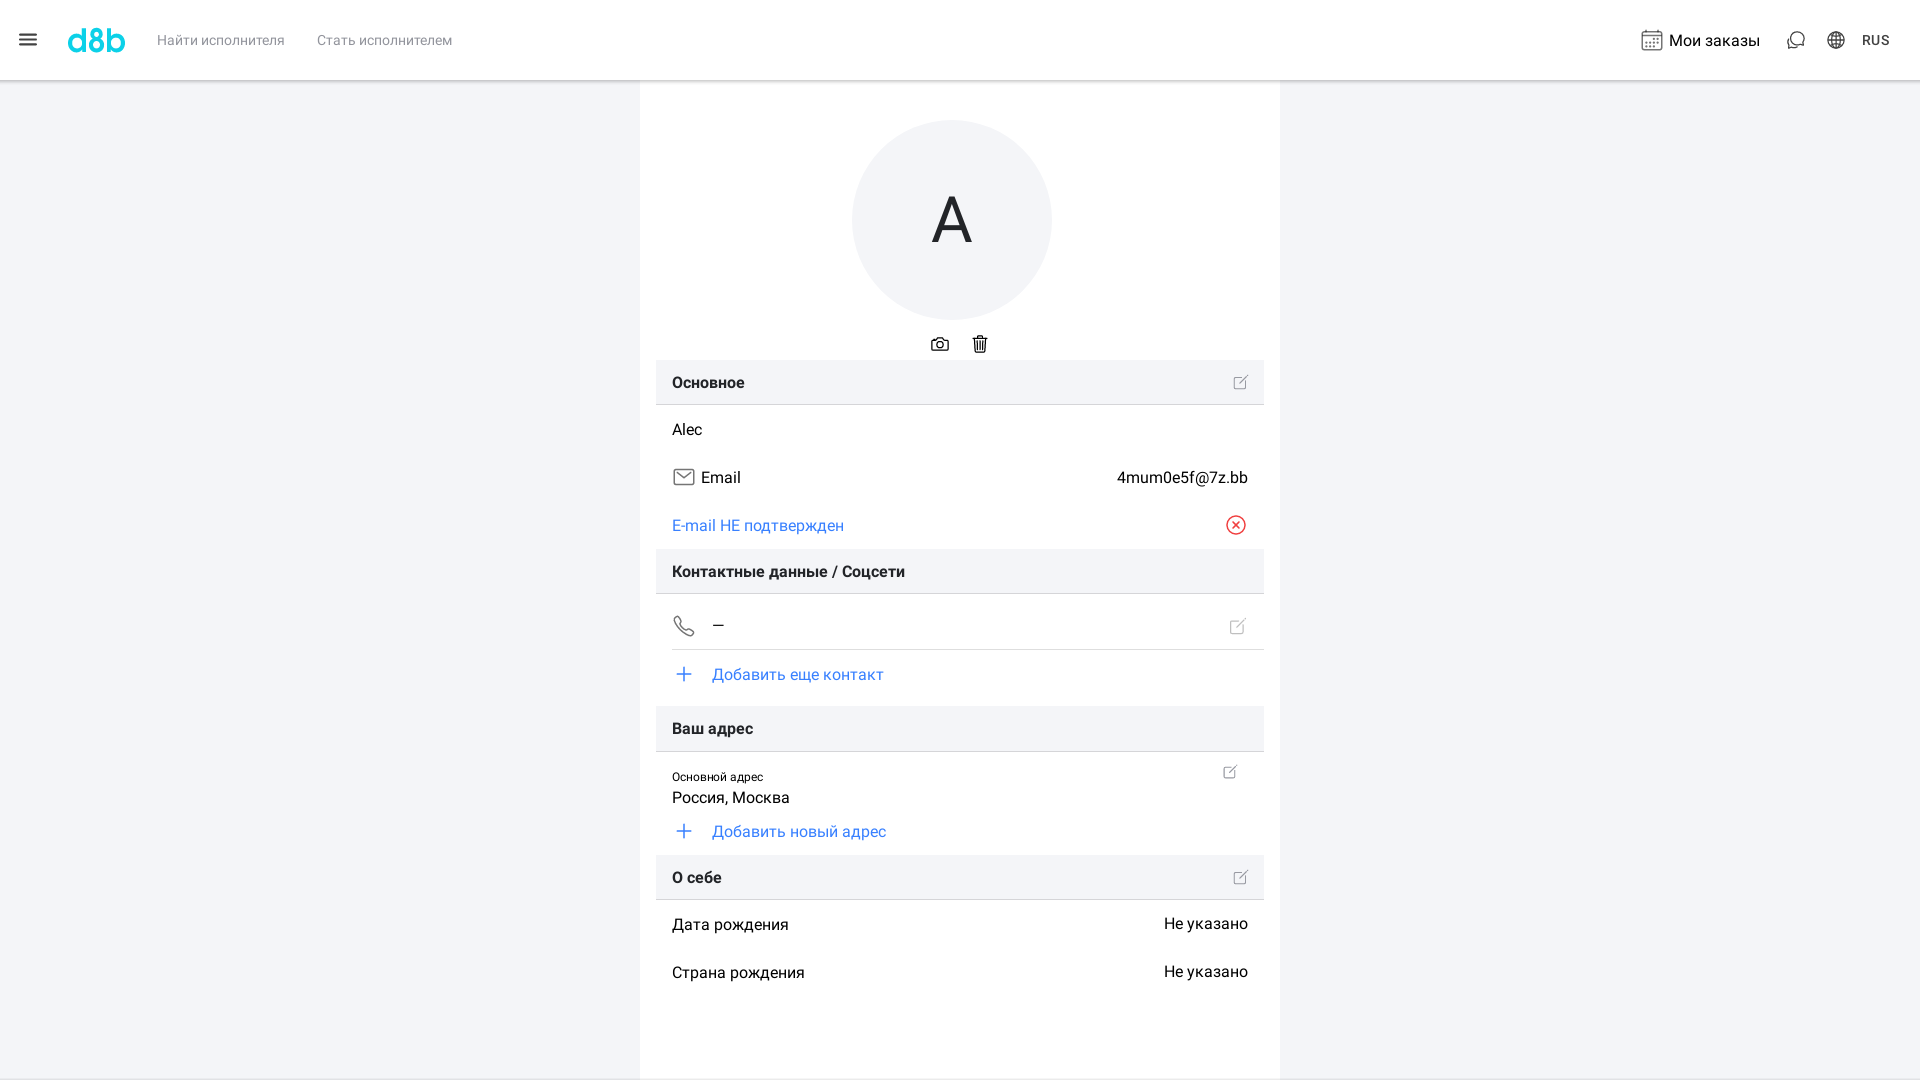 d8b
Найти исполнителя
Стать исполнителем
Мои заказы
RUS
A
Основное
Alec
Email
4mum0e5f@7z.bb
E-mail НЕ подтвержден
Контактные данные / Соцсети
—
Добавить еще контакт
Ваш адрес
Основной адрес
Россия, Москва
Добавить новый адрес
О себе
Дата рождения
Не указано
Страна рождения
Не указано